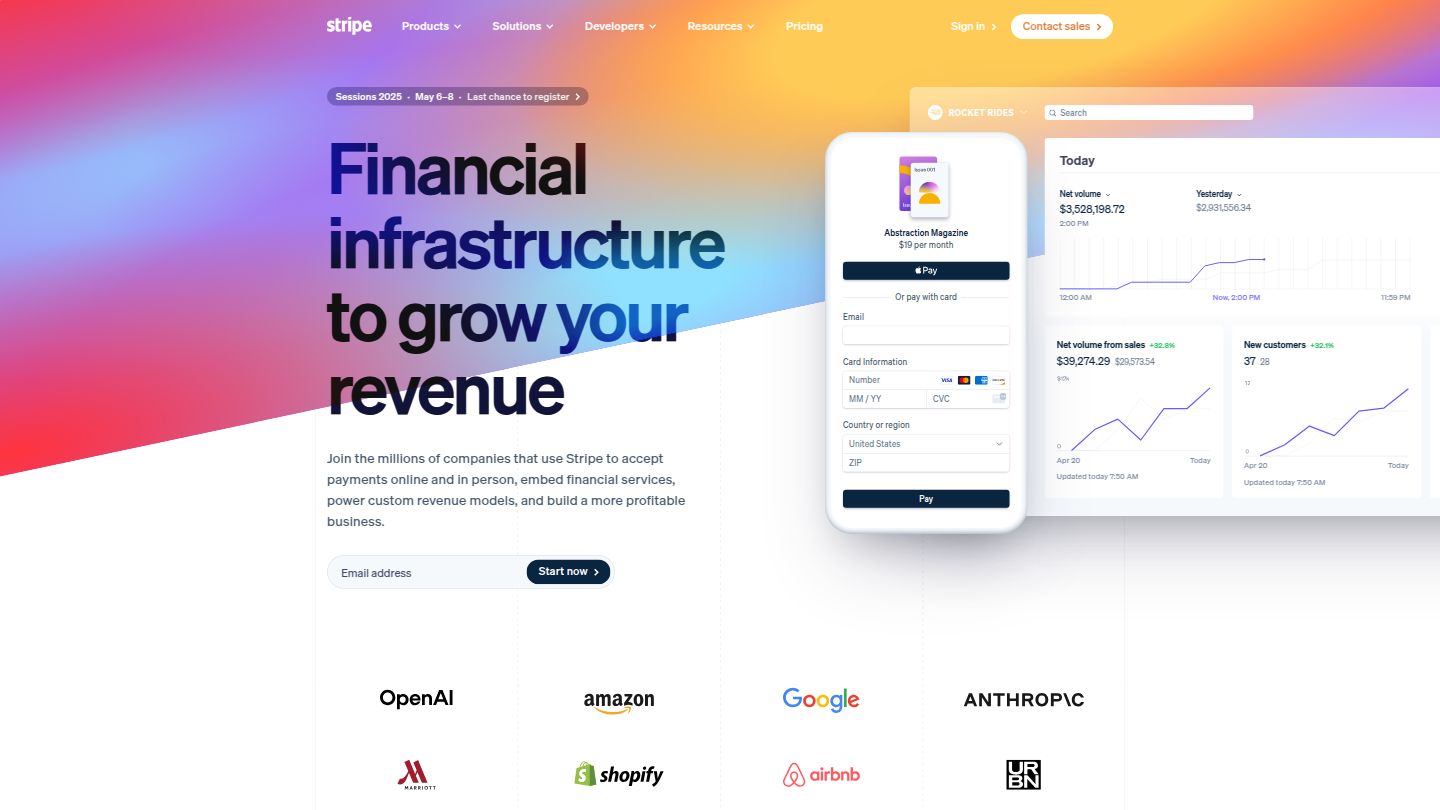 stripe Products Solutions Developers Resources Pricing Sign in Contact sales
Sessions 2025 · May 6–8 · Last chance to register
Financial
infrastructure
to grow your
revenue
Join the millions of companies that use Stripe to accept
payments online and in person, embed financial services,
power custom revenue models, and build a more profitable
business.
Email address Start now
Issue 001
Abstraction Magazine
$19 per month
Pay
Or pay with card
Email
Card Information
Number VISA
MM / YY CVC
Country or region
United States
ZIP
Pay
ROCKET RIDES Search
Today
Net volume Yesterday
$3,528,198.72 $2,931,556.34
2:00 PM
12:00 AM Now, 2:00 PM 11:59 PM
Net volume from sales +32.8%
$39,274.29 $29,573.54
0
Apr 20 Today
Updated today 7:50 AM
New customers +32.1%
37 28
12
0
Apr 20 Today
Updated today 7:50 AM
OpenAI amazon Google ANTHROP\C
MARRIOTT shopify airbnb URBN